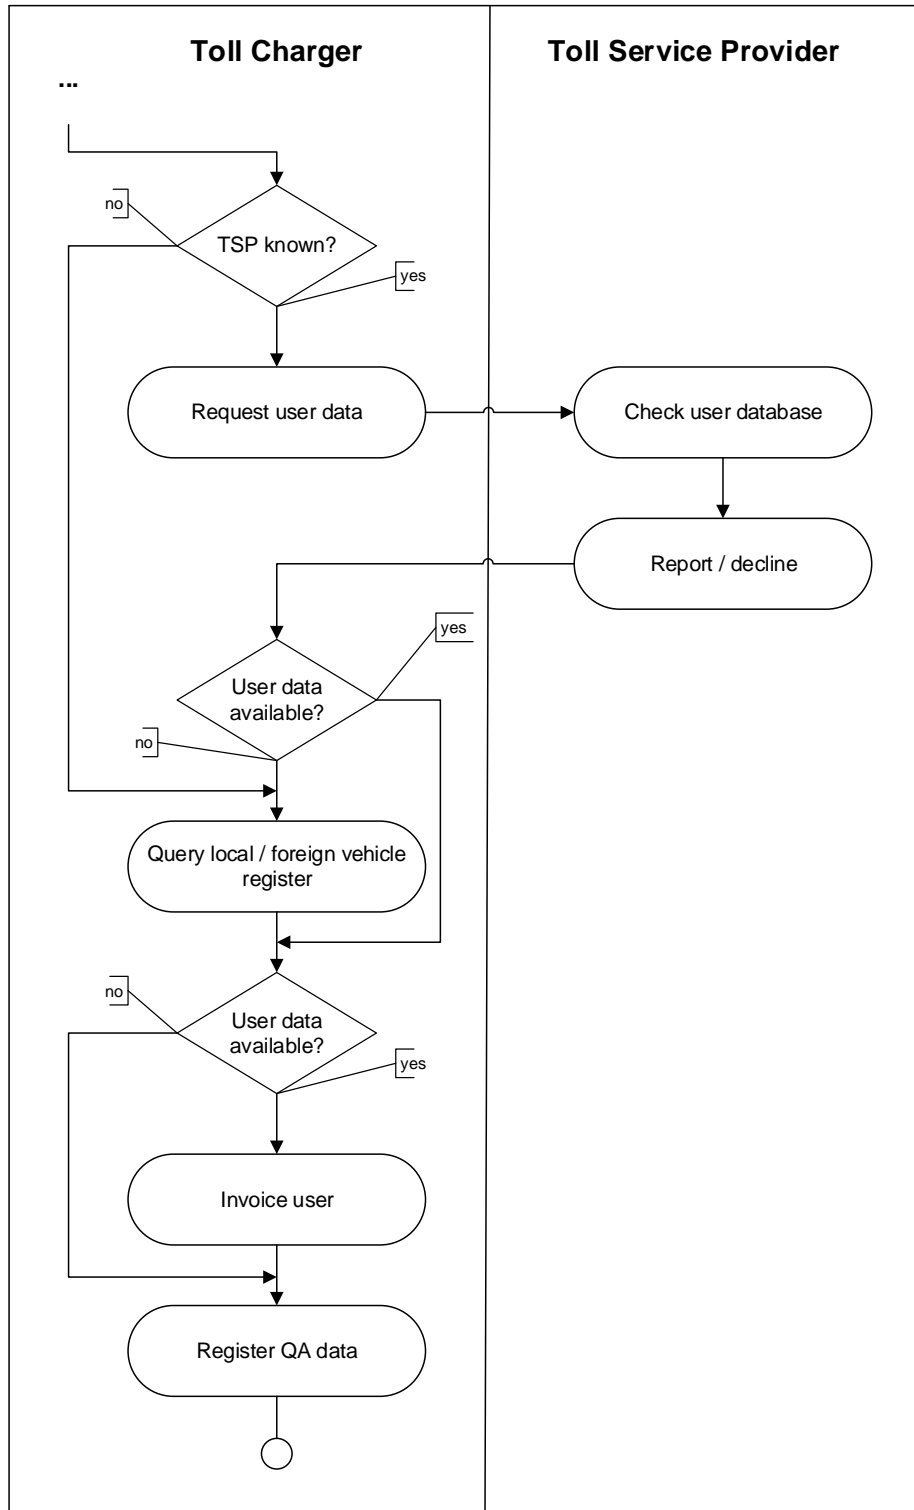 Toll Charger
Toll Service Provider
...
no
TSP known?
yes
Request user data
Check user database
Report / decline
yes
User data
available?
no
Query local / foreign vehicle
register
no
User data
available?
yes
Invoice user
Register QA data